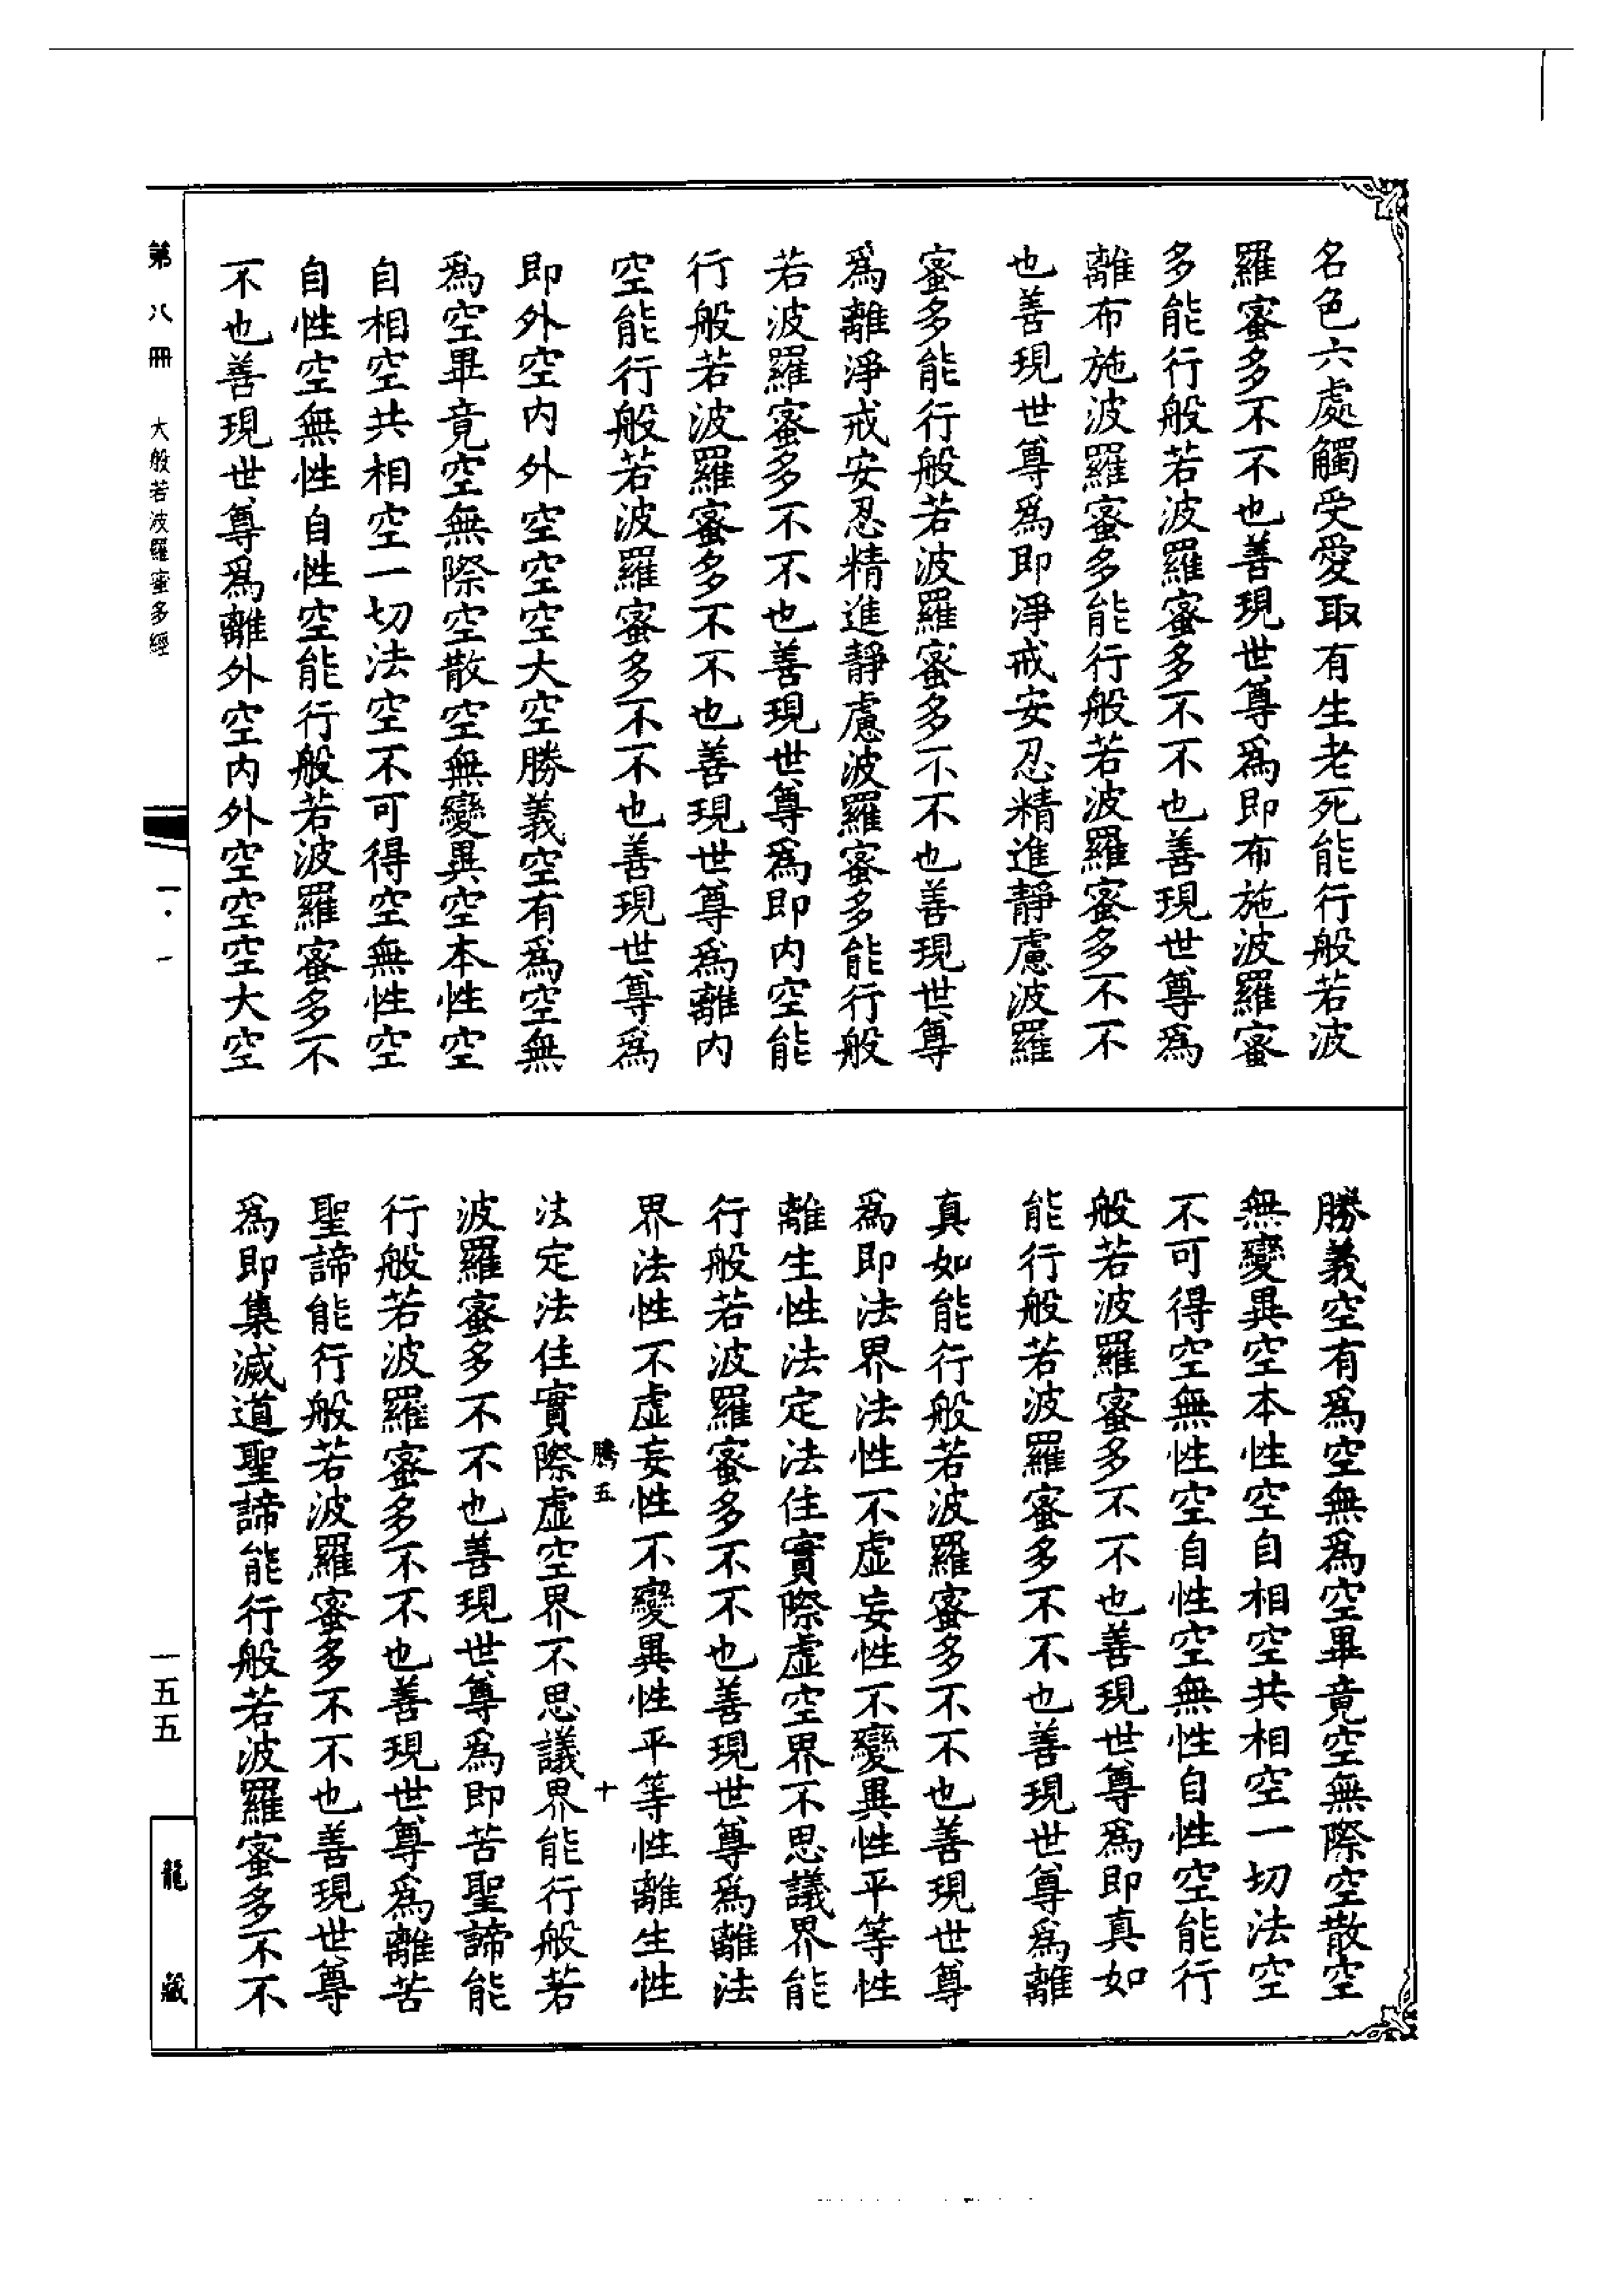 名色六處觸受愛取有生老死能行般若波
羅蜜多不不也善現世尊爲即布施波羅蜜
多能行般若波羅蜜多不不也善現世尊爲
離布施波羅蜜多能行般若波羅蜜多不不
也善現世尊爲即淨戒安忍精進靜慮波羅
蜜多能行般若波羅蜜多不不也善現世尊
爲離淨戒安忍精進靜慮波羅蜜多能行般
若波羅蜜多不不也善現世尊爲即内空能
行般若波羅蜜多不不也善現世尊爲離内
空能行般若波羅蜜多不不也善現世尊爲
即外空内外空空空大空勝義空有爲空無
爲空畢竟空無際空散空無變異空本性空
自相空共相空一切法空不可得空無性空
自性空無性自性空能行般若波羅蜜多不
不也善現世尊爲離外空内外空空空大空
勝義空有爲空無爲空畢竟空無際空散空
無變異空本性空自相空共相空一切法空
不可得空無性空自性空無性自性空能行
般若波羅蜜多不不也善現世尊爲即真如
能行般若波羅蜜多不不也善現世尊爲離
真如能行般若波羅蜜多不不也善現世尊
爲即法界法性不虛妄性不變異性平等性
離生性法定法住實際虛空界不思議界能
行般若波羅蜜多不不也善現世尊爲離法
界法性不虛妄性不變異性平等性離生性
騰五 十
法定法住實際虛空界不思議界能行般若
波羅蜜多不不也善現世尊爲即苦聖諦能
行般若波羅蜜多不不也善現世尊爲離苦
聖諦能行般若波羅蜜多不不也善現世尊
爲即集滅道聖諦能行般若波羅蜜多不不
第八冊 大般若波羅蜜多經 一·一 一五五 龍藏